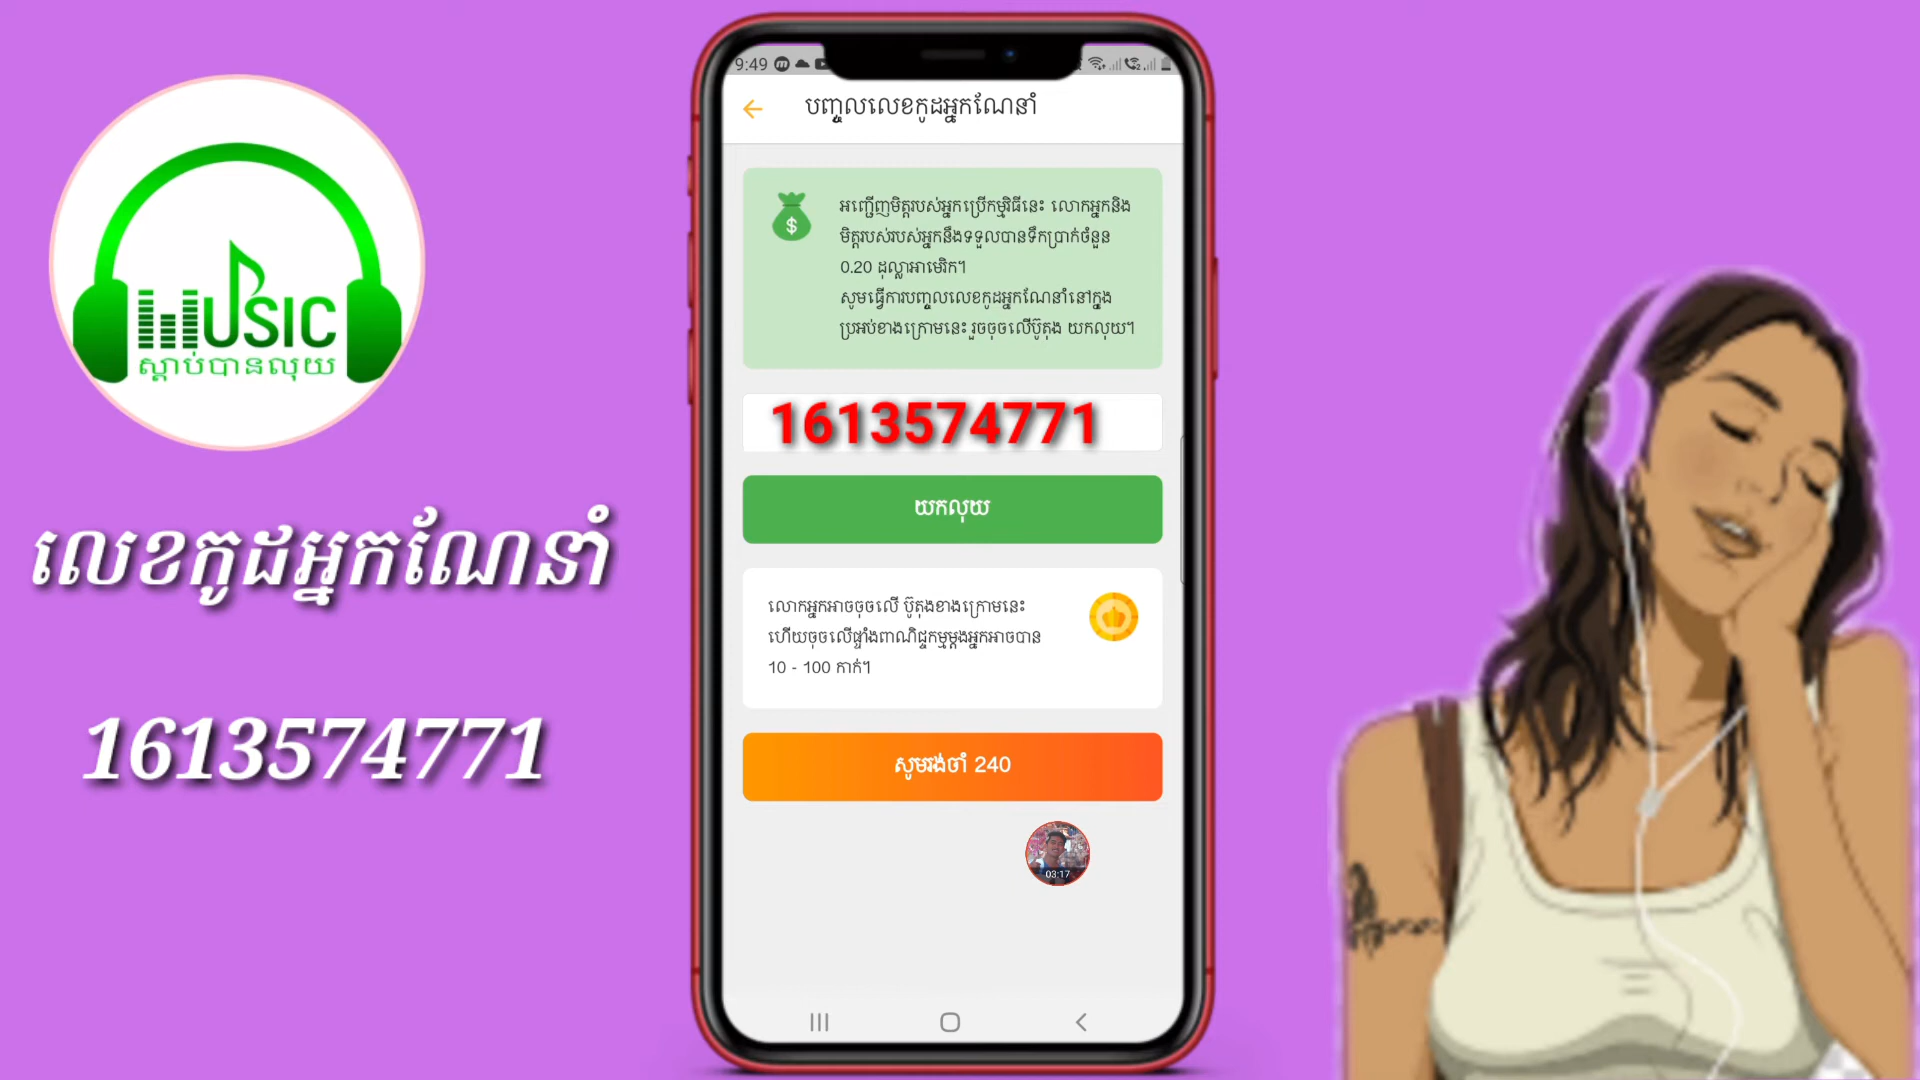 MUSIC
ស្ដាប់បានលុយ
លេខកូដអ្នកណែនាំ
1613574771
9:49
បញ្ចូលលេខកូដអ្នកណែនាំ
អញ្ជើញមិត្តរបស់អ្នកប្រើកម្មវិធីនេះ លោកអ្នកនិង
មិត្តរបស់របស់អ្នកនឹងទទួលបានទឹកប្រាក់ចំនួន
0.20 ដុល្លាអាមេរិក។
សូមធ្វើការបញ្ចូលលេខកូដអ្នកណែនាំនៅក្នុង
ប្រអប់ខាងក្រោមនេះ រួចចុចលើប៊ូតុង យកលុយ។
1613574771
យកលុយ
លោកអ្នកអាចចុចលើ ប៊ូតុងខាងក្រោមនេះ
ហើយចុចលើផ្ទាំងពាណិជ្ជកម្មម្ដងអ្នកអាចបាន
10 - 100 កាក់។
សូមរង់ចាំ 240
03:17